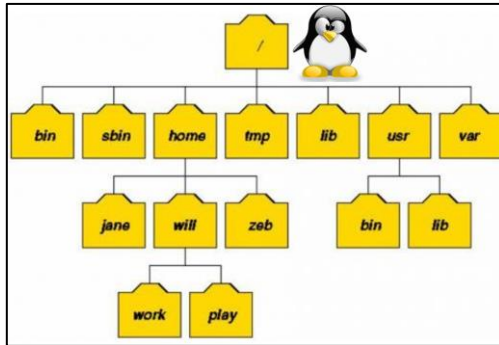 /
bin sbin home tmp lib usr var
jane will zeb bin lib
work play